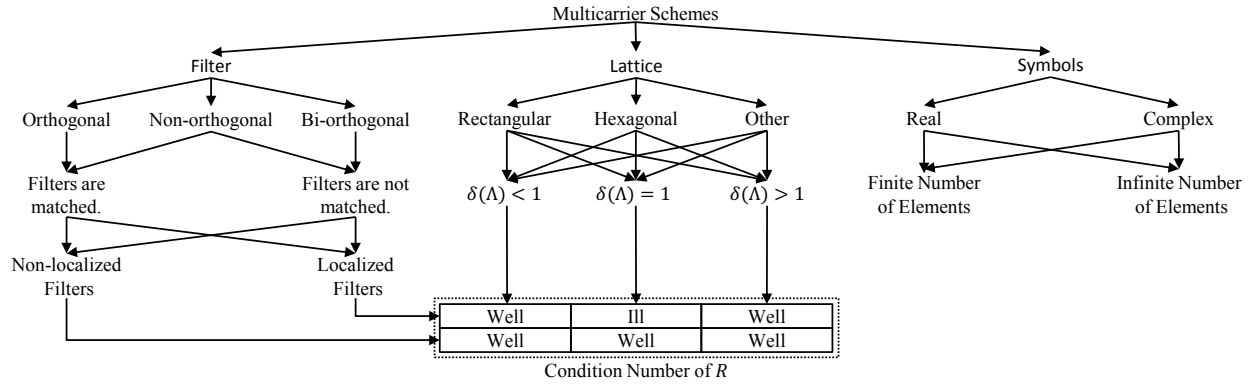 Multicarrier Schemes
Filter
Lattice
Symbols
Orthogonal
Non-orthogonal
Bi-orthogonal
Rectangular
Hexagonal
Other
Real
Complex
Filters are
matched.
Filters are not
matched.
δ(Λ) < 1
δ(Λ) = 1
δ(Λ) > 1
Finite Number
of Elements
Infinite Number
of Elements
Non-localized
Filters
Localized
Filters
Well Ill Well
Well Well Well
Condition Number of R